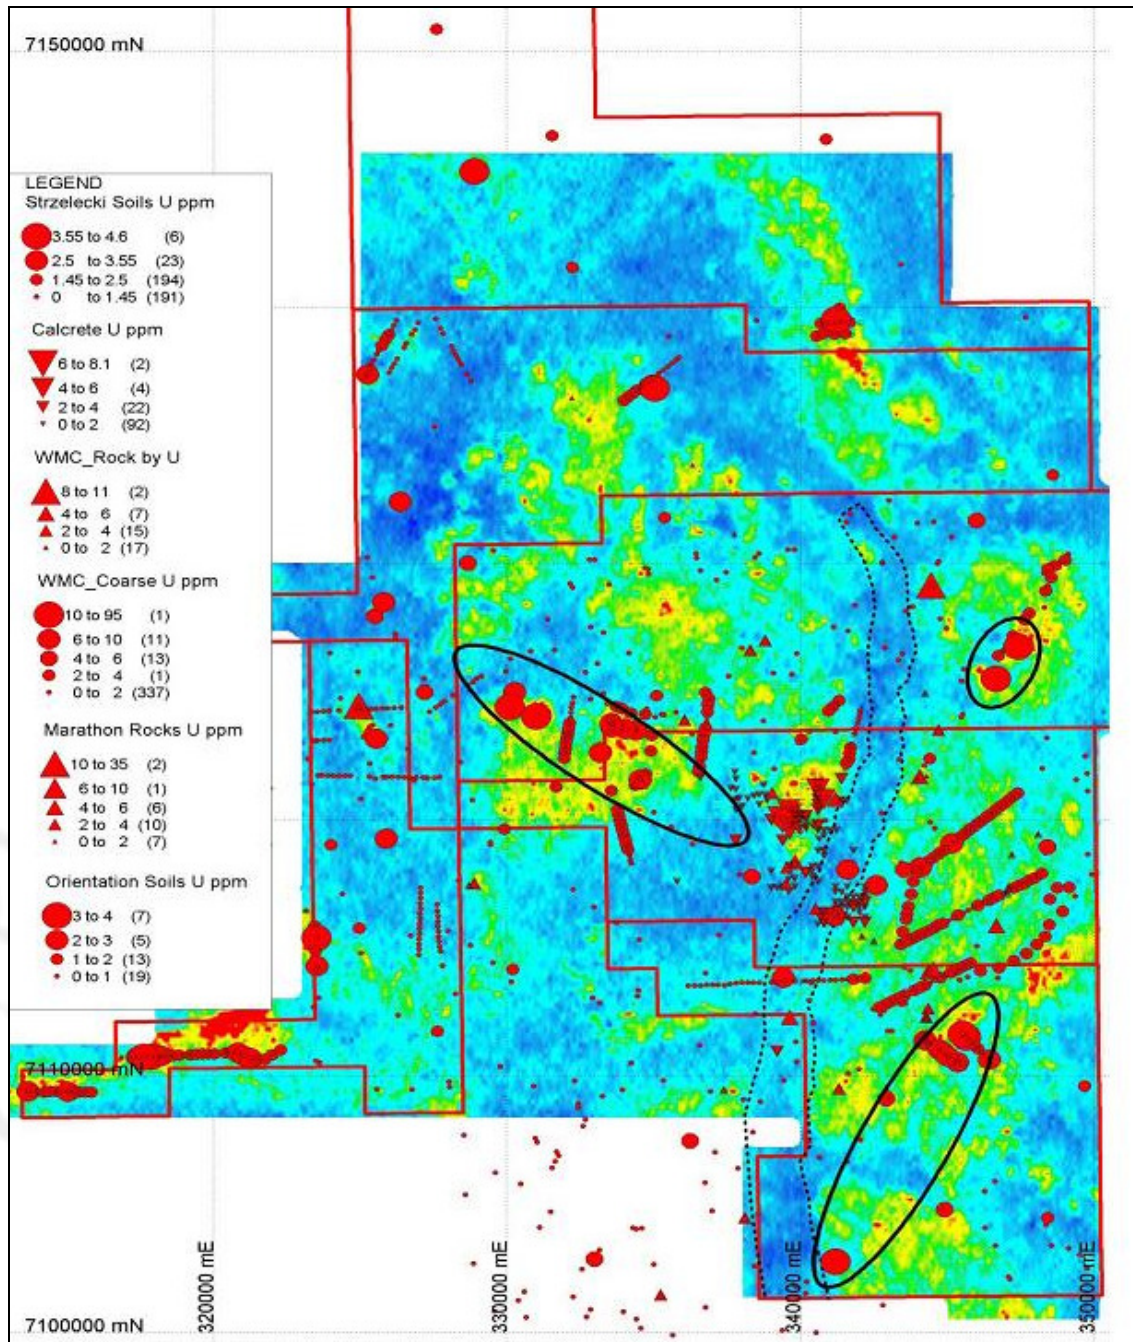 7150000 mN
LEGEND
Strzelecki Soils U ppm
3.55 to 4.6 (6)
2.5 to 3.55 (23)
1.45 to 2.5 (194)
0 to 1.45 (191)
Calcrete U ppm
6 to 8.1 (2)
4 to 6 (4)
2 to 4 (22)
0 to 2 (92)
WMC_Rock by U
8 to 11 (2)
4 to 6 (7)
2 to 4 (15)
0 to 2 (17)
WMC_Coarse U ppm
10 to 95 (1)
6 to 10 (11)
4 to 6 (13)
2 to 4 (1)
0 to 2 (337)
Marathon Rocks U ppm
10 to 35 (2)
6 to 10 (1)
4 to 6 (6)
2 to 4 (10)
0 to 2 (7)
Orientation Soils U ppm
3 to 4 (7)
2 to 3 (5)
1 to 2 (13)
0 to 1 (19)
7110000 mN
320000 mE
330000 mE
340000 mE
350000 mE
7100000 mN